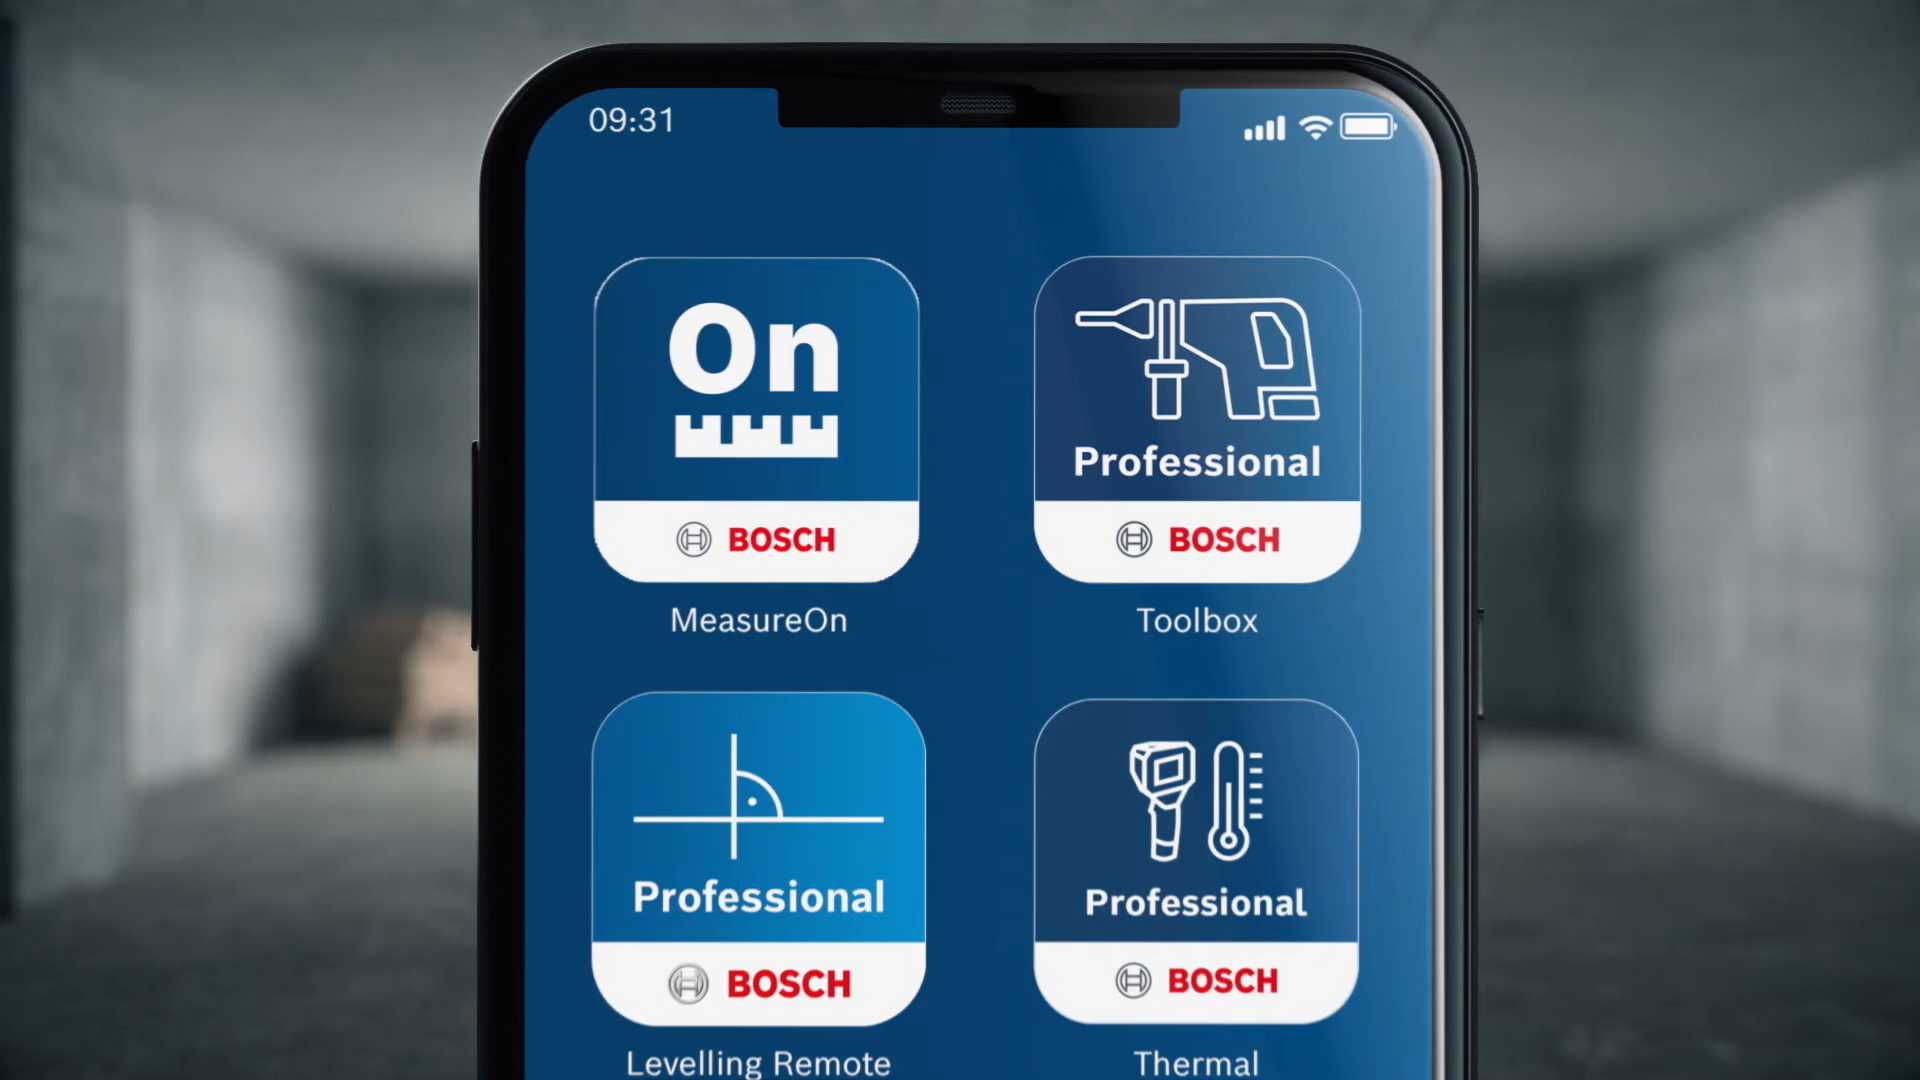 09:31
On
BOSCH
MeasureOn
Professional
BOSCH
Toolbox
Professional
BOSCH
Levelling Remote
Professional
BOSCH
Thermal